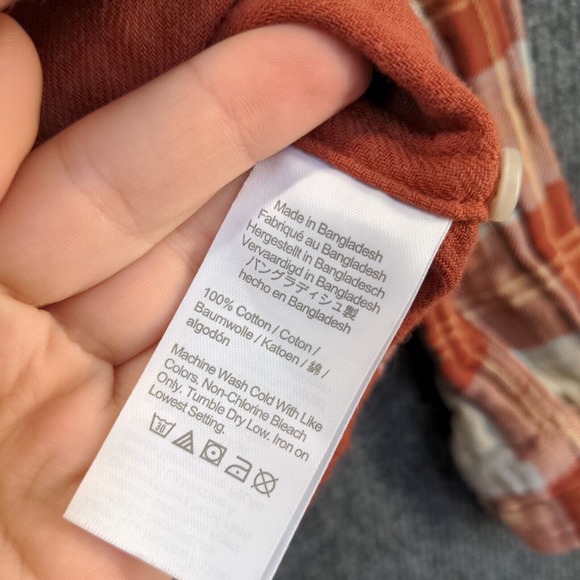 Made in Bangladesh
Fabriqué au Bangladesh
Hergestellt in Bangladesh
Vervaardigd in Bangladesch
バングラディシュ製
hecho en Bangladesh
100% Cotton / Coton /
Baumwolle / Katoen / 綿 /
algodón
Machine Wash Cold With Like
Colors. Non-Chlorine Bleach
Only. Tumble Dry Low. Iron on
Lowest Setting.
30